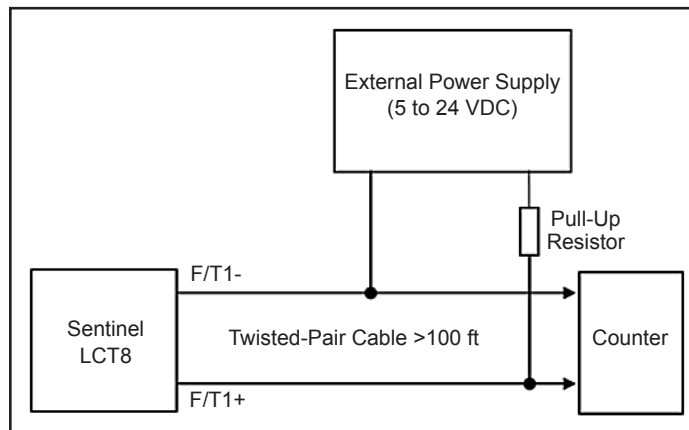 External Power Supply
(5 to 24 VDC)
Pull-Up
Resistor
F/T1-
Sentinel
LCT8
Twisted-Pair Cable >100 ft
Counter
F/T1+